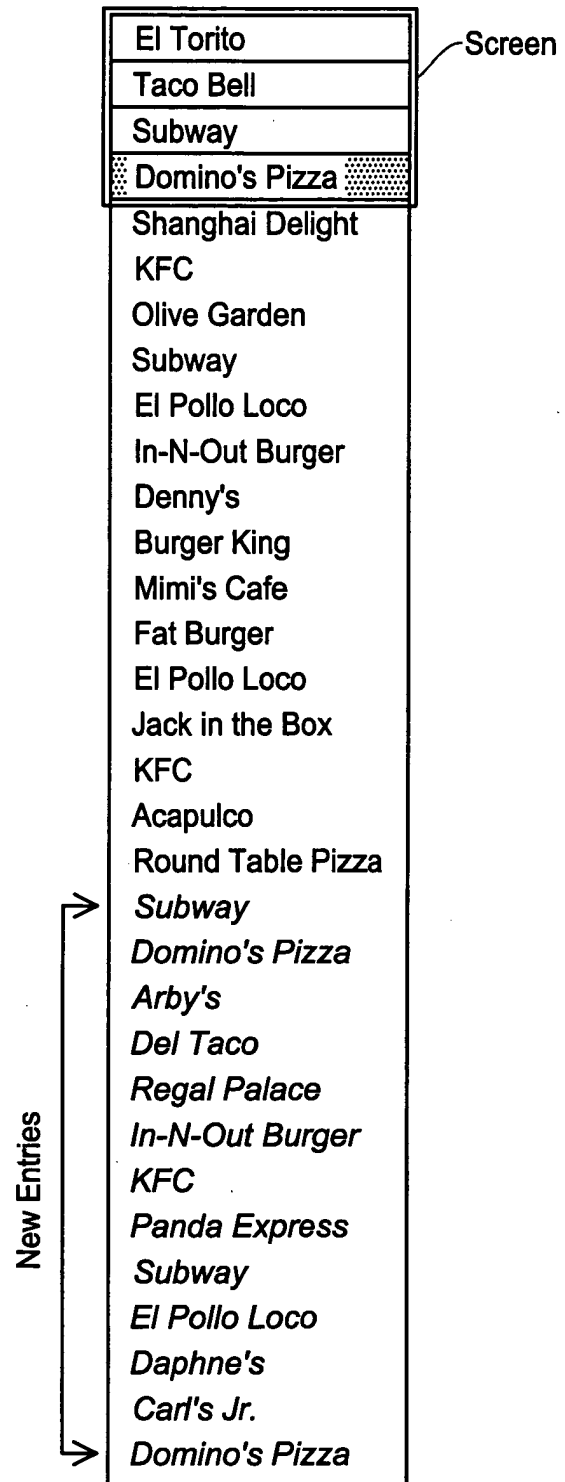 El Torito
Screen
Taco Bell
Subway
Domino's Pizza
Shanghai Delight
KFC
Olive Garden
Subway
El Pollo Loco
In-N-Out Burger
Denny's
Burger King
Mimi's Cafe
Fat Burger
El Pollo Loco
Jack in the Box
KFC
Acapulco
Round Table Pizza
Subway
Domino's Pizza
Arby's
Del Taco
Regal Palace
In-N-Out Burger
KFC
Panda Express
Subway
El Pollo Loco
Daphne's
Carl's Jr.
Domino's Pizza
New Entries